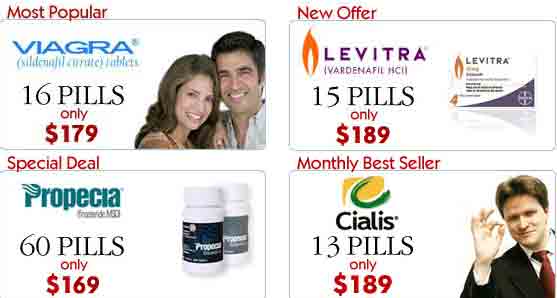 Most Popular
VIAGRA®
(sildenafil citrate) tablets
16 PILLS
only
$179
New Offer
LEVITRA®
(VARDENAFIL HCl)
15 PILLS
only
$189
LEVITRA®
Special Deal
Propecia
(finasteride, MSD)
60 PILLS
only
$169
Propecia
Monthly Best Seller
Cialis®
13 PILLS
only
$189